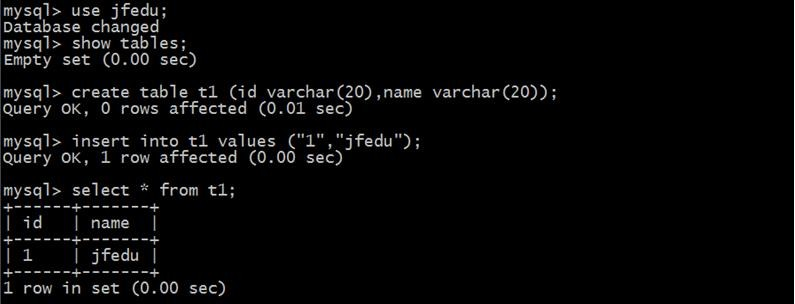 mysql> use jfedu;
Database changed
mysql> show tables;
Empty set (0.00 sec)
mysql> create table t1 (id varchar(20),name varchar(20));
Query OK, 0 rows affected (0.01 sec)
mysql> insert into t1 values ("1","jfedu");
Query OK, 1 row affected (0.00 sec)
mysql> select * from t1;
+------+-------+
| id   | name  |
+------+-------+
| 1    | jfedu |
+------+-------+
1 row in set (0.00 sec)